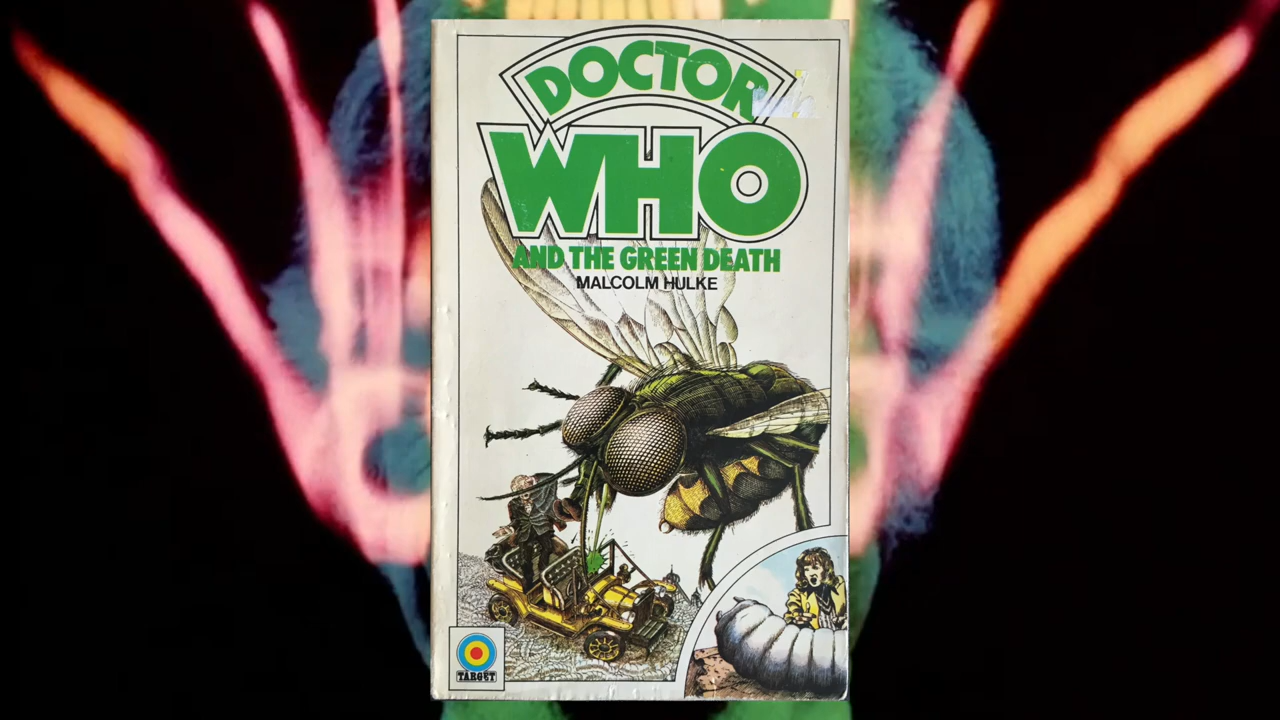 DOCTOR
WHO
AND THE GREEN DEATH
MALCOLM HULKE
TARGET